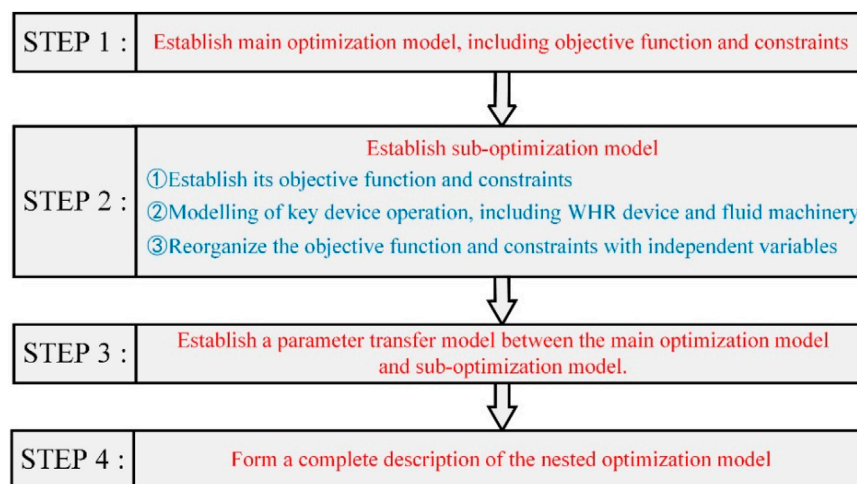 STEP 1 : Establish main optimization model, including objective function and constraints
STEP 2 :
Establish sub-optimization model
①Establish its objective function and constraints
②Modelling of key device operation, including WHR device and fluid machinery
③Reorganize the objective function and constraints with independent variables
STEP 3 :
Establish a parameter transfer model between the main optimization model
and sub-optimization model.
STEP 4 : Form a complete description of the nested optimization model